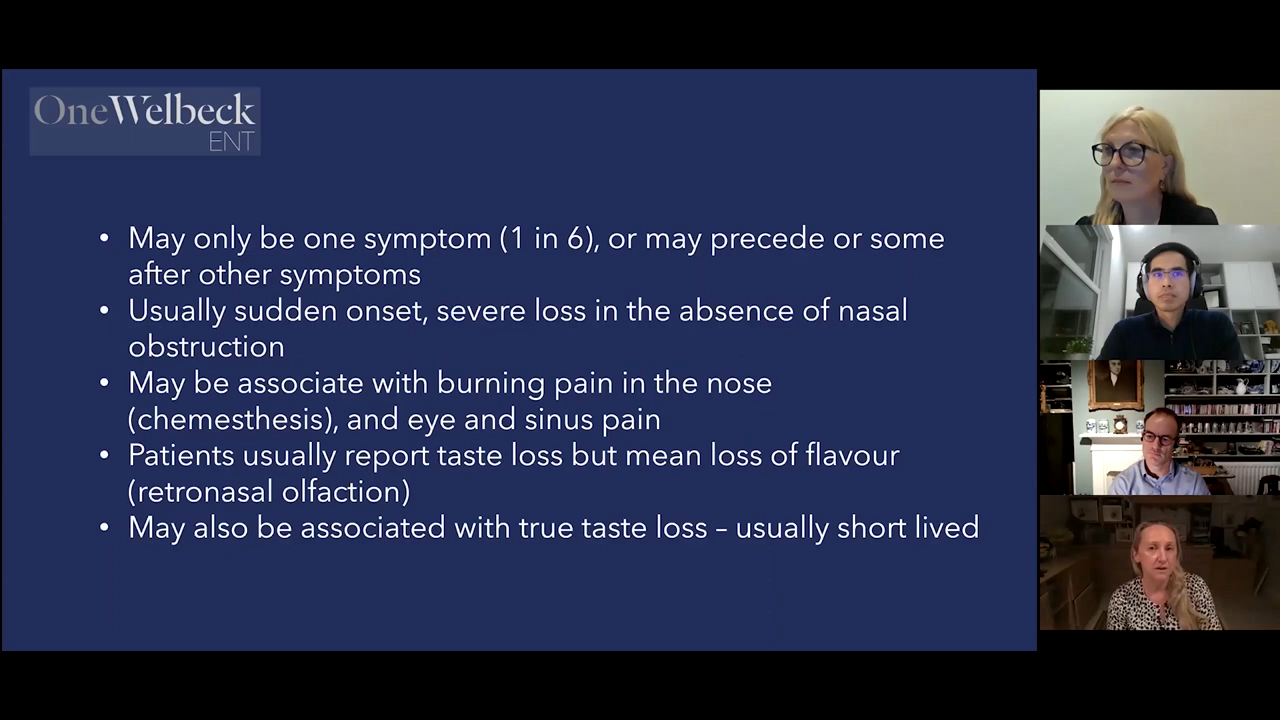 OneWelbeck
ENT
• May only be one symptom (1 in 6), or may precede or some
after other symptoms
• Usually sudden onset, severe loss in the absence of nasal
obstruction
• May be associate with burning pain in the nose
(chemesthesis), and eye and sinus pain
• Patients usually report taste loss but mean loss of flavour
(retronasal olfaction)
• May also be associated with true taste loss – usually short lived